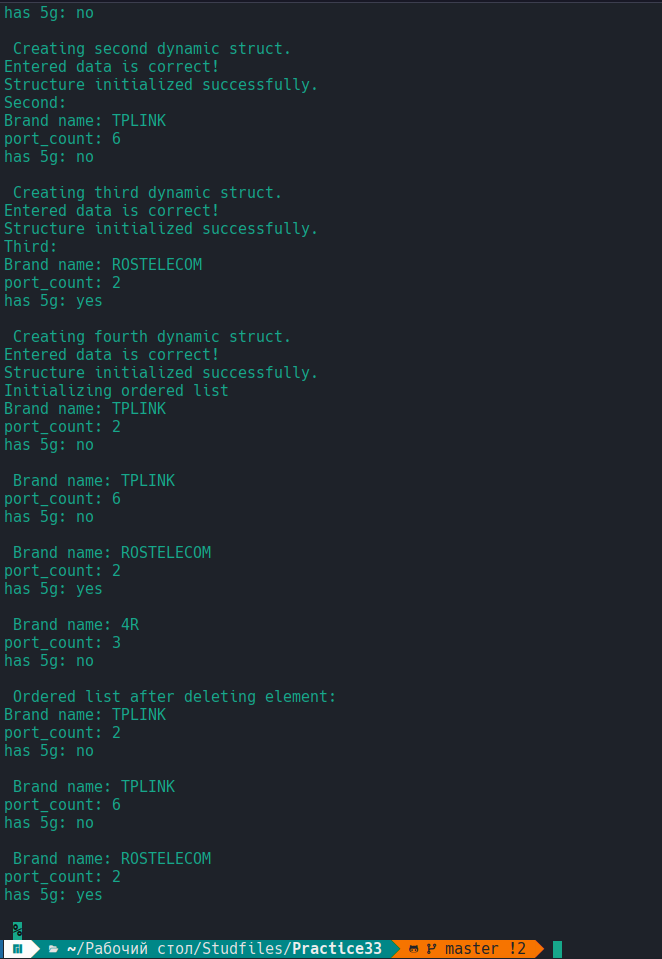 has 5g: no
Creating second dynamic struct.
Entered data is correct!
Structure initialized successfully.
Second:
Brand name: TPLINK
port_count: 6
has 5g: no
Creating third dynamic struct.
Entered data is correct!
Structure initialized successfully.
Third:
Brand name: ROSTELECOM
port_count: 2
has 5g: yes
Creating fourth dynamic struct.
Entered data is correct!
Structure initialized successfully.
Initializing ordered list
Brand name: TPLINK
port_count: 2
has 5g: no
Brand name: TPLINK
port_count: 6
has 5g: no
Brand name: ROSTELECOM
port_count: 2
has 5g: yes
Brand name: 4R
port_count: 3
has 5g: no
Ordered list after deleting element:
Brand name: TPLINK
port_count: 2
has 5g: no
Brand name: TPLINK
port_count: 6
has 5g: no
Brand name: ROSTELECOM
port_count: 2
has 5g: yes
%
~/Рабочий стол/Studfiles/Practice33 master !2